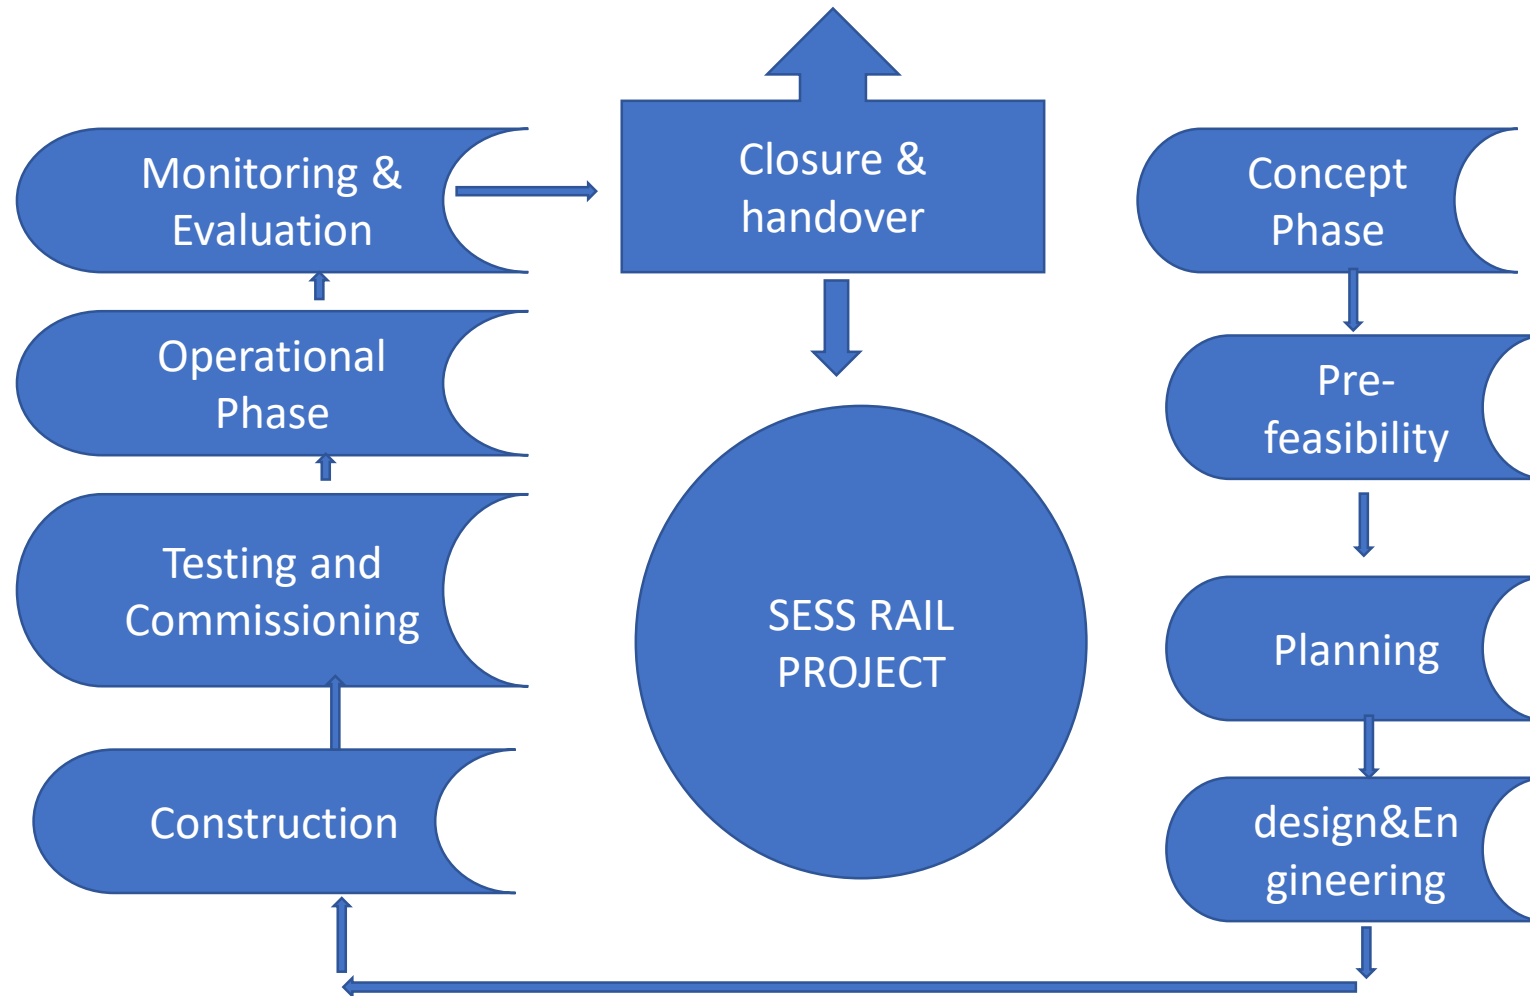 Monitoring &
Evaluation
Closure &
handover
Concept
Phase
Operational
Phase
Pre-
feasibility
Testing and
Commissioning
SESS RAIL
PROJECT
Planning
Construction
design&En
gineering